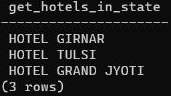 get_hotels_in_state
--------------------
HOTEL GIRNAR
HOTEL TULSI
HOTEL GRAND JYOTI
(3 rows)